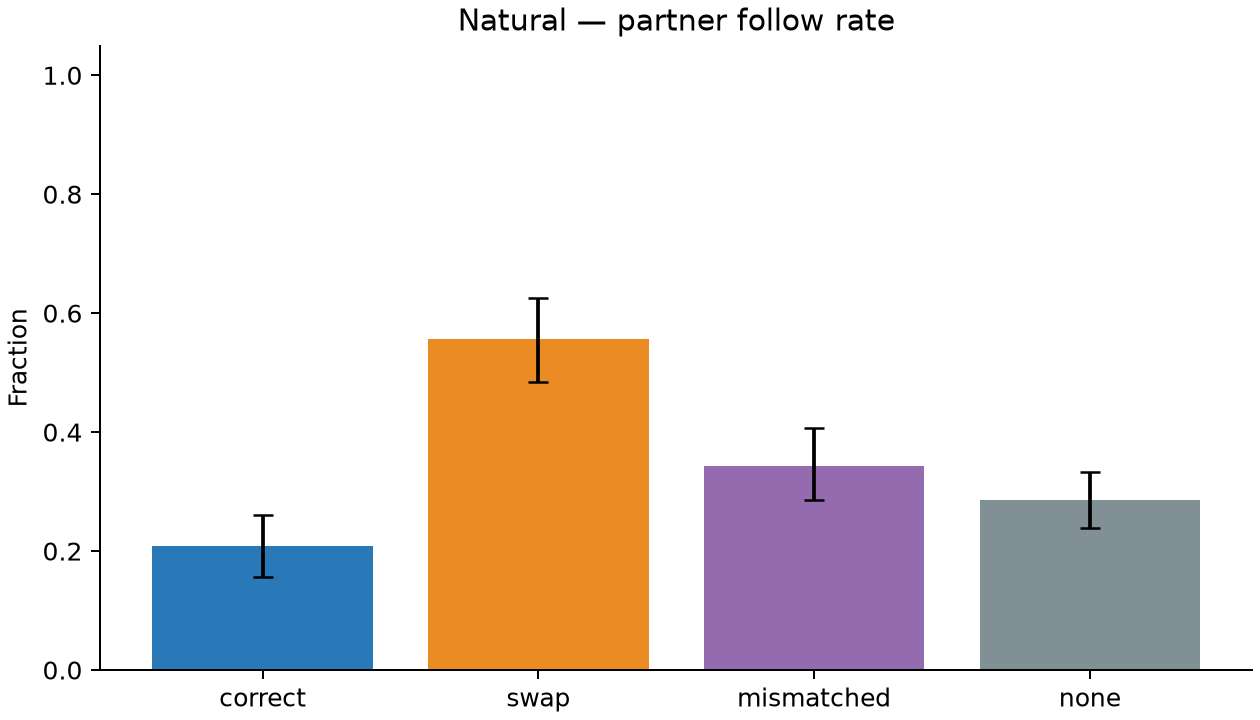 Natural — partner follow rate
Fraction
1.0
0.8
0.6
0.4
0.2
0.0
correct
swap
mismatched
none